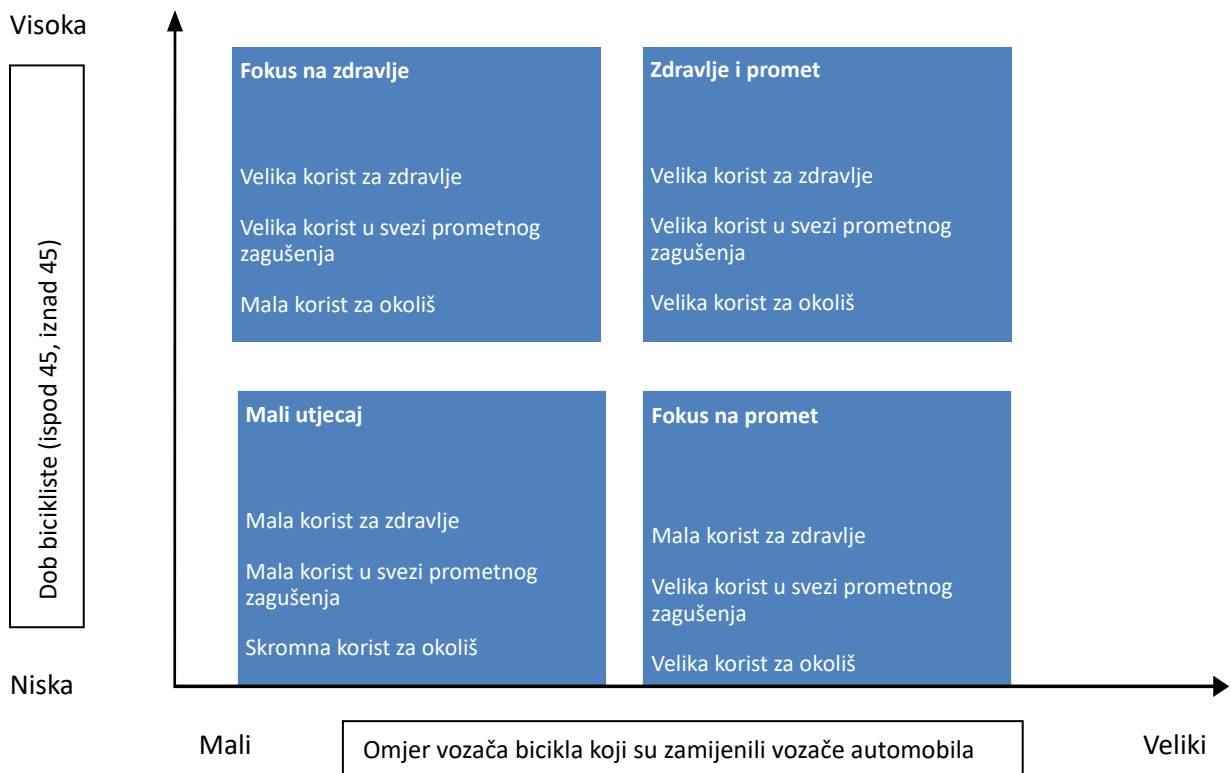 Visoka
Fokus na zdravlje
Velika korist za zdravlje
Velika korist u svezi prometnog
zagušenja
Mala korist za okoliš
Zdravlje i promet
Velika korist za zdravlje
Velika korist u svezi prometnog
zagušenja
Velika korist za okoliš
Dob bicikliste (ispod 45, iznad 45)
Mali utjecaj
Mala korist za zdravlje
Mala korist u svezi prometnog
zagušenja
Skromna korist za okoliš
Fokus na promet
Mala korist za zdravlje
Velika korist u svezi prometnog
zagušenja
Velika korist za okoliš
Niska
Mali
Omjer vozača bicikla koji su zamijenili vozače automobila
Veliki